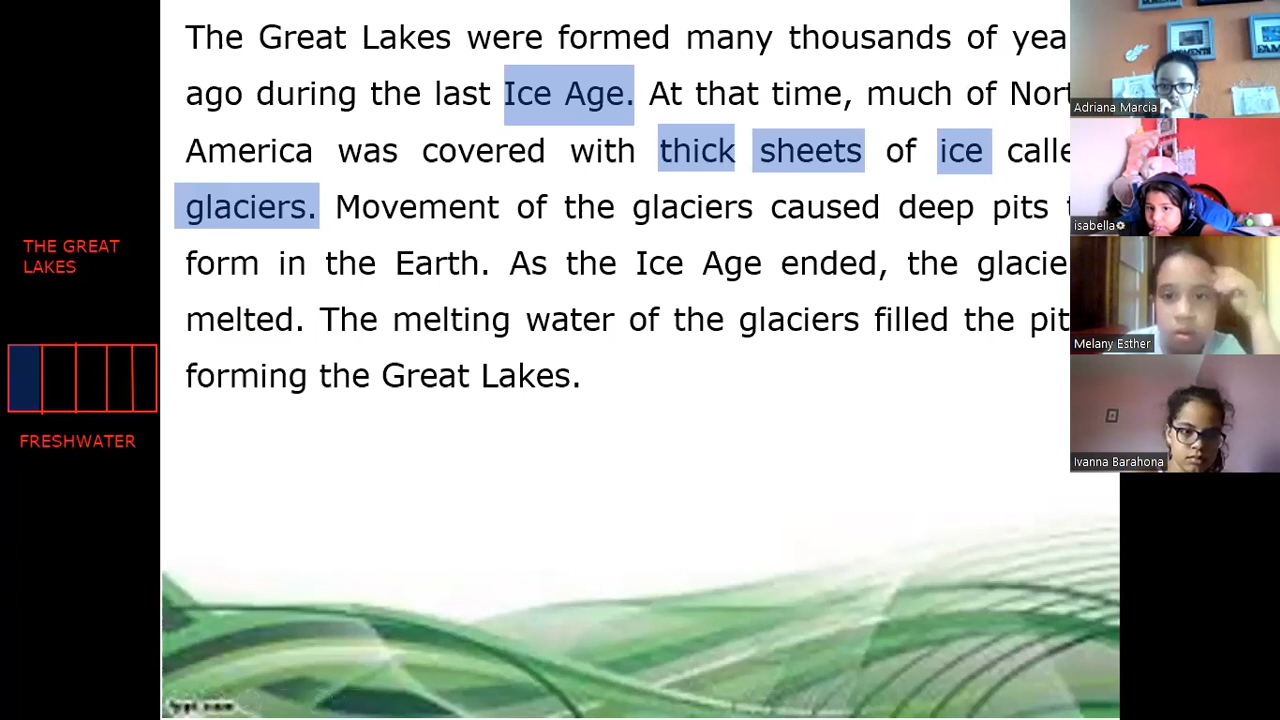 The Great Lakes were formed many thousands of yea
ago during the last Ice Age. At that time, much of Nort
America was covered with thick sheets of ice calle
glaciers. Movement of the glaciers caused deep pits t
form in the Earth. As the Ice Age ended, the glacie
melted. The melting water of the glaciers filled the pit
forming the Great Lakes.
THE GREAT
LAKES
FRESHWATER
Adriana Marcia
isabella
Melany Esther
Ivanna Barahona